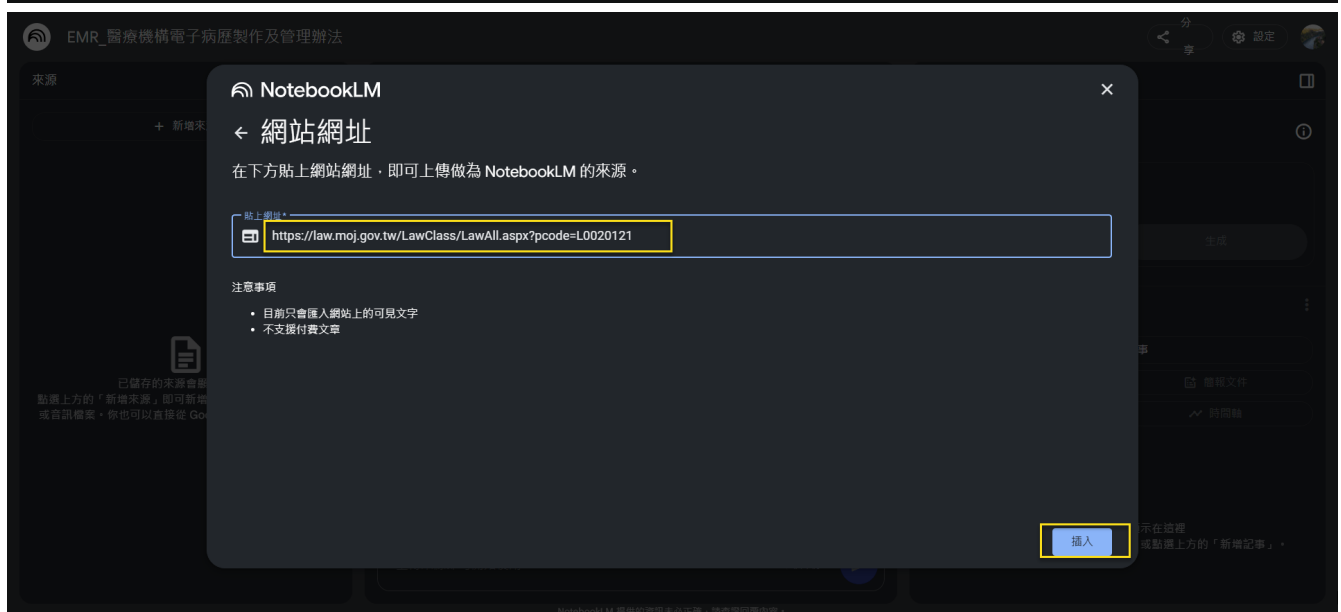 EMR_醫療機構電子病歷製作及管理辦法
分
享
設定
來源
NotebookLM
+ 新增來
← 網站網址
在下方貼上網站網址，即可上傳做為 NotebookLM 的來源。
貼上網址*
https://law.moj.gov.tw/LawClass/LawAll.aspx?pcode=L0020121
生成
注意事項
• 目前只會匯入網站上的可見文字
• 不支援付費文章
事
已儲存的來源會顯
簡報文件
點選上方的「新增來源」即可新增
或音訊檔案。你也可以直接從 Goo
時間軸
示在這裡
插入
或點選上方的「新增記事」。